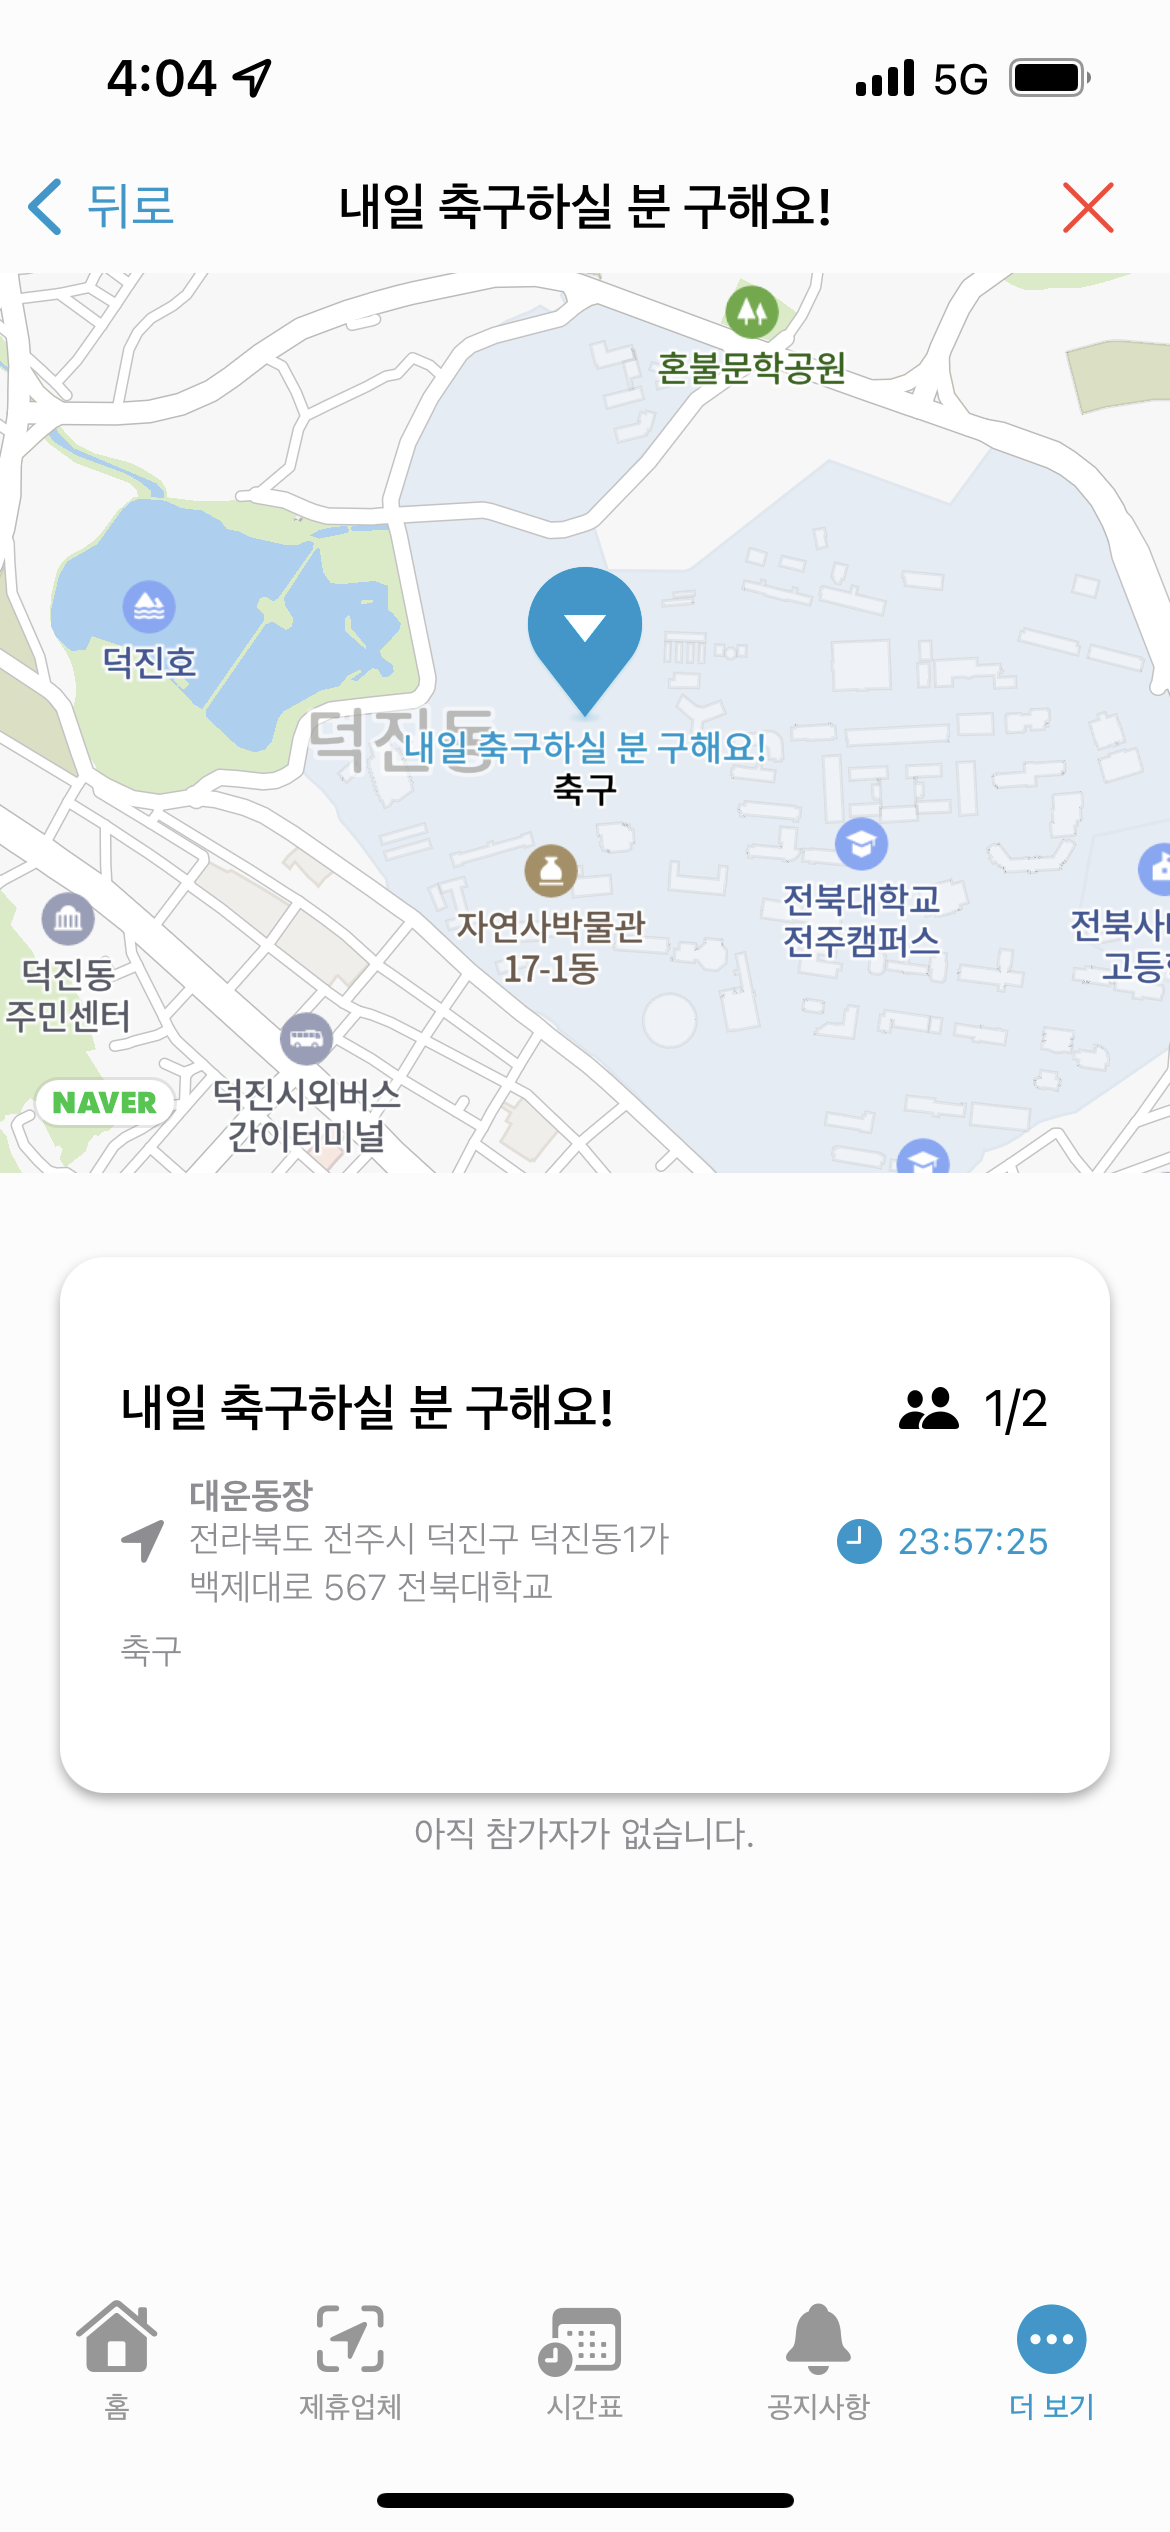 4:04
5G
뒤로
내일 축구하실 분 구해요!
혼불문학공원
덕진호
덕진동
내일 축구하실 분 구해요!
축구
자연사박물관
17-1동
전북대학교
전주캠퍼스
전북사
고등
덕진동
주민센터
덕진시외버스
간이터미널
NAVER
내일 축구하실 분 구해요!
1/2
대운동장
전라북도 전주시 덕진구 덕진동1가
백제대로 567 전북대학교
23:57:25
축구
아직 참가자가 없습니다.
홈
제휴업체
시간표
공지사항
더 보기